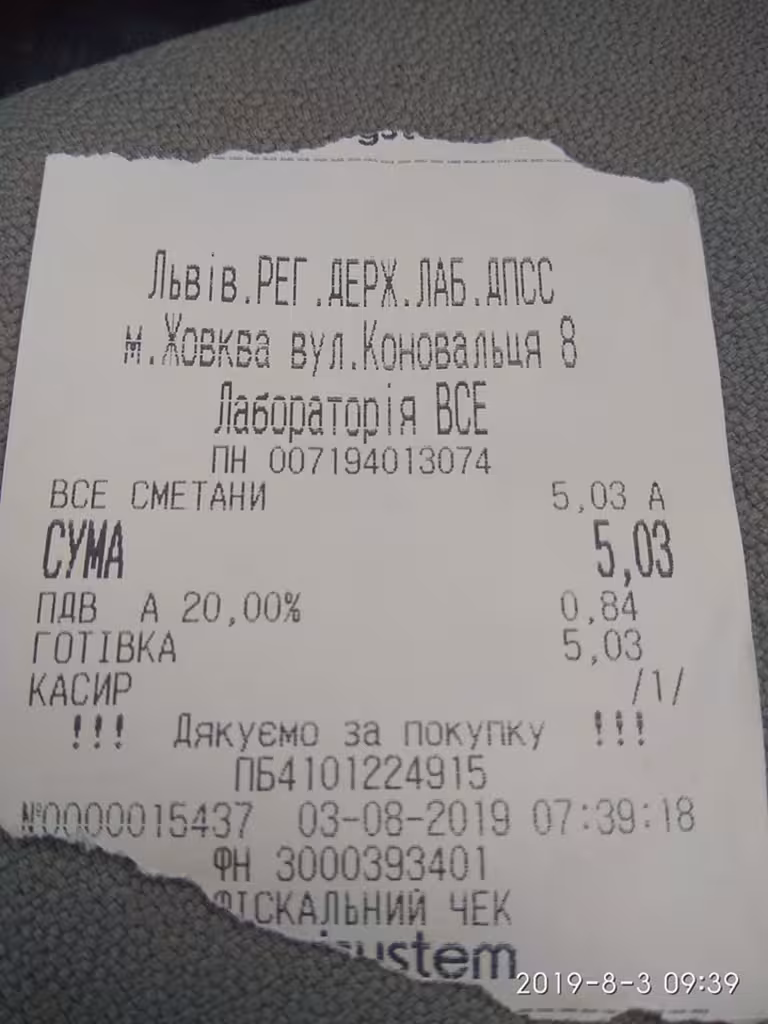 Львів.РЕГ.ДЕРЖ.ЛАБ.ДПСС
м.Жовква вул.Коновальця 8
Лабораторія ВСЕ
ПН 007194013074
ВСЕ СМЕТАНИ 5,03 А
СУМА 5,03
ПДВ А 20,00% 0,84
ГОТІВКА 5,03
КАСИР /1/
!!! Дякуємо за покупку !!!
ПБ4101224915
№0000015437 03-08-2019 07:39:18
ФН 3000393401
ФІСКАЛЬНИЙ ЧЕК
2019-8-3 09:39